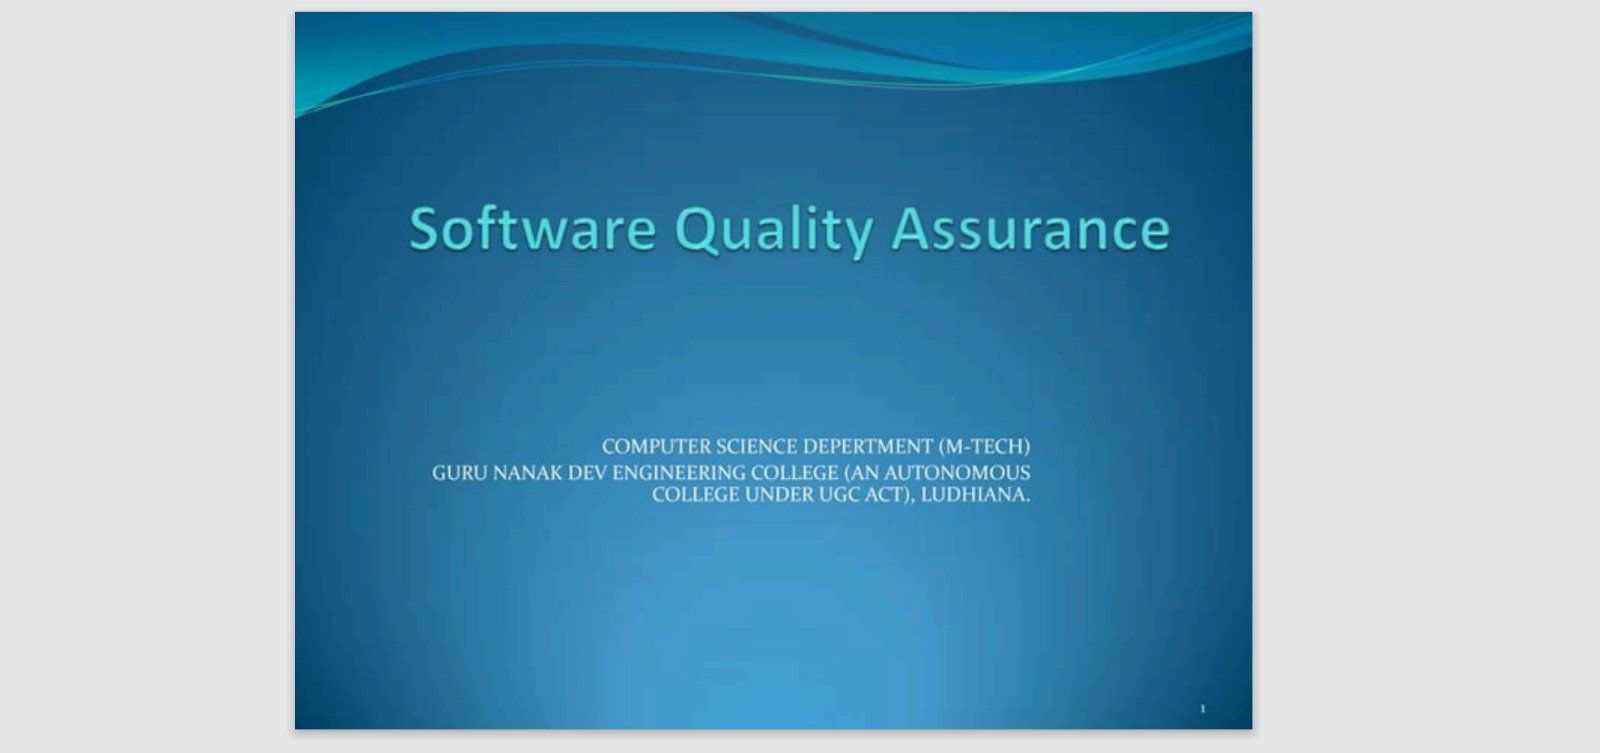 Software Quality Assurance
COMPUTER SCIENCE DEPERTMENT (M-TECH)
GURU NANAK DEV ENGINEERING COLLEGE (AN AUTONOMOUS
COLLEGE UNDER UGC ACT), LUDHIANA.
1